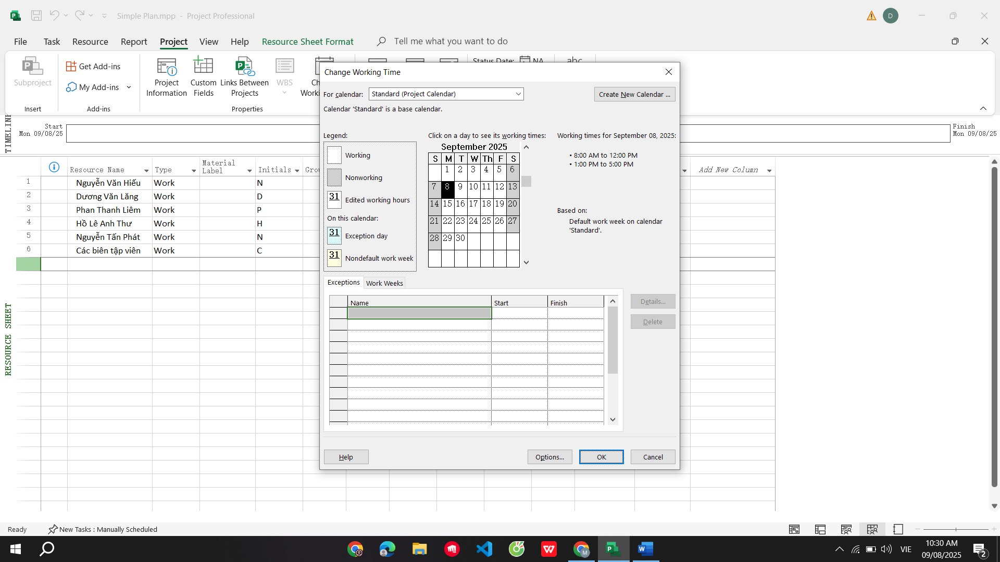 Simple Plan.mpp - Project Professional
D
File Task Resource Report Project View Help Resource Sheet Format Tell me what you want to do
Subproject
Get Add-ins
My Add-ins
Project
Information
Custom
Fields
Links Between
Projects
WBS
Status Date: NA
Insert Add-ins Properties
TIMELINE
Start
Mon 09/08/25
Finish
Mon 09/08/25
Change Working Time
For calendar: Standard (Project Calendar) Create New Calendar ...
Calendar 'Standard' is a base calendar.
Legend:
Working
Nonworking
31 Edited working hours
On this calendar:
31 Exception day
31 Nondefault work week
Click on a day to see its working times:
September 2025
S M T W Th F S
1 2 3 4 5 6
7 8 9 10 11 12 13
14 15 16 17 18 19 20
21 22 23 24 25 26 27
28 29 30
Working times for September 08, 2025:
• 8:00 AM to 12:00 PM
• 1:00 PM to 5:00 PM
Based on:
Default work week on calendar
'Standard'.
Exceptions Work Weeks
Name Start Finish
Details...
Delete
Help Options... OK Cancel
RESOURCE SHEET
Resource Name Type Material Label Initials Add New Column
1 Nguyễn Văn Hiếu Work N
2 Dương Văn Lăng Work D
3 Phan Thanh Liêm Work P
4 Hồ Lê Anh Thư Work H
5 Nguyễn Tấn Phát Work N
6 Các biên tập viên Work C
Ready New Tasks : Manually Scheduled
VIE
10:30 AM
09/08/2025
2